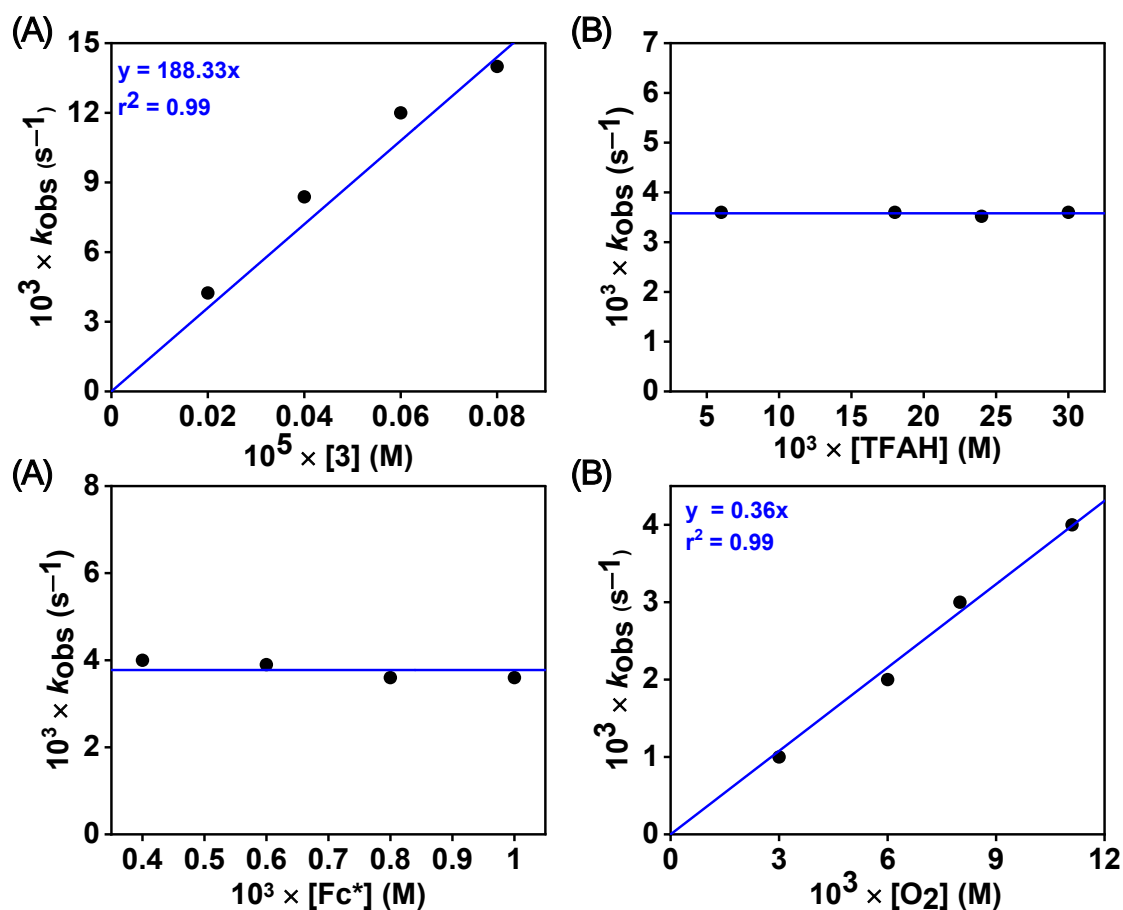 (A)
15
12
9
6
3
0
y = 188.33x
r² = 0.99
10³ × kobs (s⁻¹)
0 0.02 0.04 0.06 0.08
10⁵ × [3] (M)
(B)
7
6
5
4
3
2
1
0
10³ × kobs (s⁻¹)
5 10 15 20 25 30
10³ × [TFAH] (M)
(A)
8
6
4
2
0
10³ × kobs (s⁻¹)
0.4 0.5 0.6 0.7 0.8 0.9 1
10³ × [Fc*] (M)
(B)
4
3
2
1
0
y = 0.36x
r² = 0.99
10³ × kobs (s⁻¹)
0 3 6 9 12
10³ × [O2] (M)